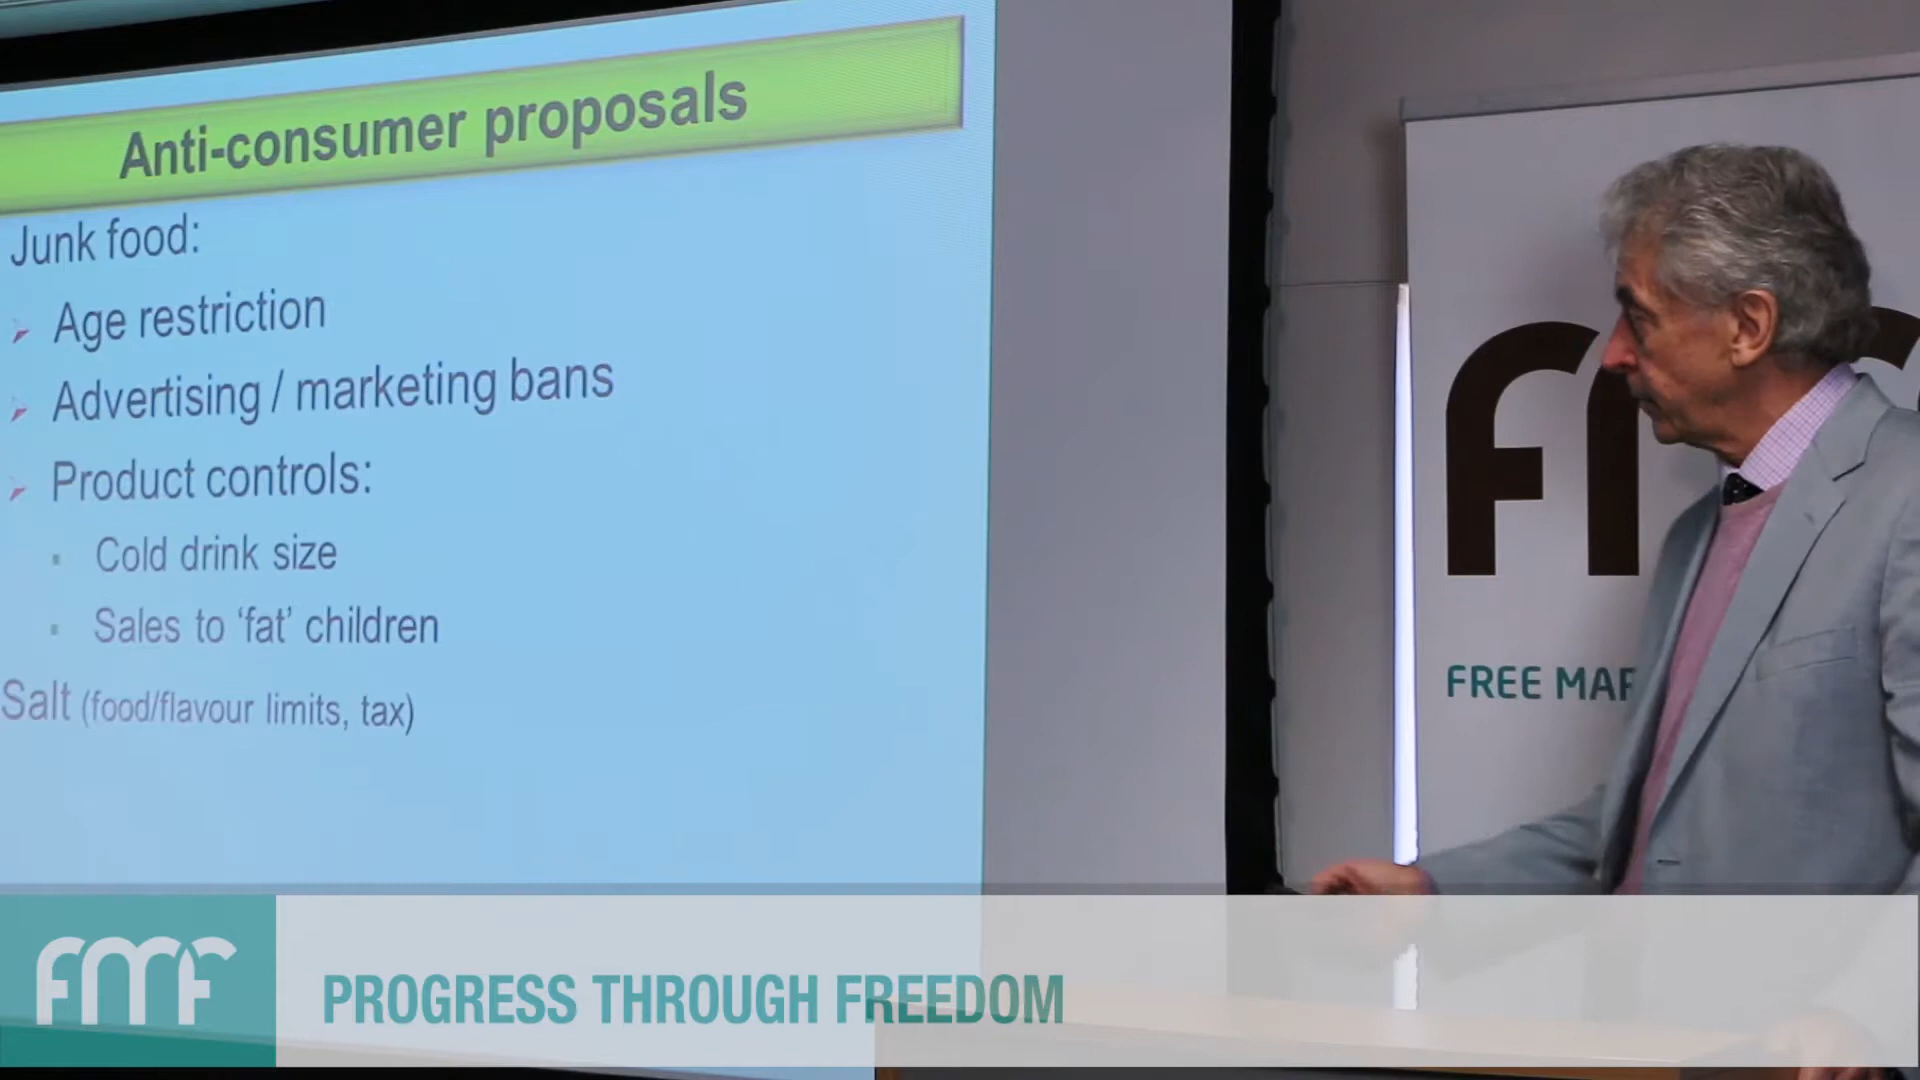 Anti-consumer proposals
Junk food:
Age restriction
Advertising / marketing bans
Product controls:
Cold drink size
Sales to ‘fat’ children
Salt (food/flavour limits, tax)
FREE MAR
fmf
PROGRESS THROUGH FREEDOM